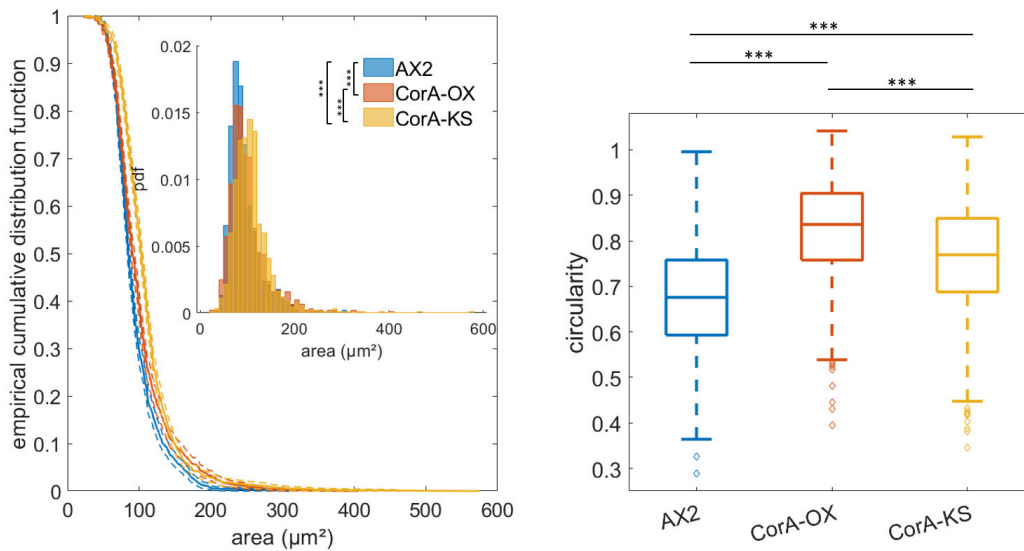 empirical cumulative distribution function
1
0.9
0.8
0.7
0.6
0.5
0.4
0.3
0.2
0.1
0
0 100 200 300 400 500 600
area (µm²)
pdf
0.02
0.015
0.01
0.005
0
0 200 400 600
area (µm²)
*** *** AX2
*** CorA-OX
CorA-KS
***
***
***
circularity
1
0.9
0.8
0.7
0.6
0.5
0.4
0.3
AX2 CorA-OX CorA-KS